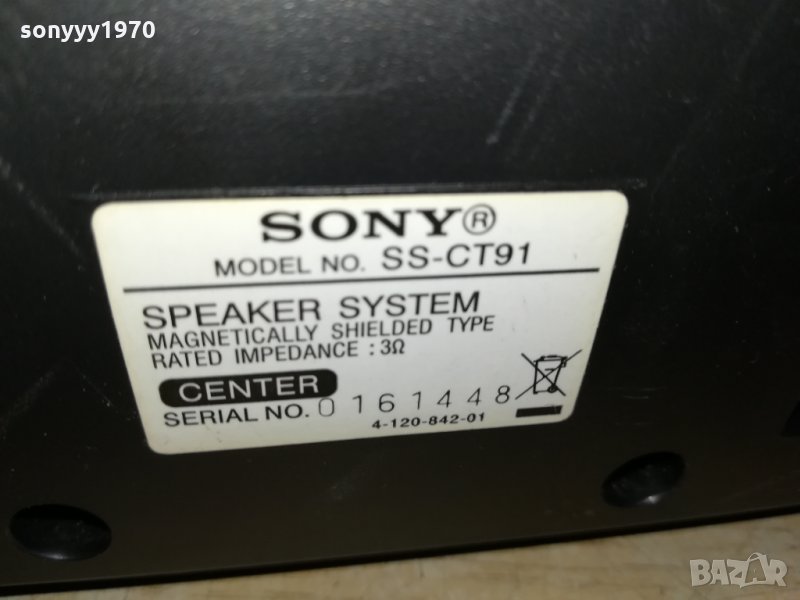 sonyyy1970
SONY®
MODEL NO. SS-CT91
SPEAKER SYSTEM
MAGNETICALLY SHIELDED TYPE
RATED IMPEDANCE : 3Ω
CENTER
SERIAL NO. 0161448
4-120-842-01
BAZAR